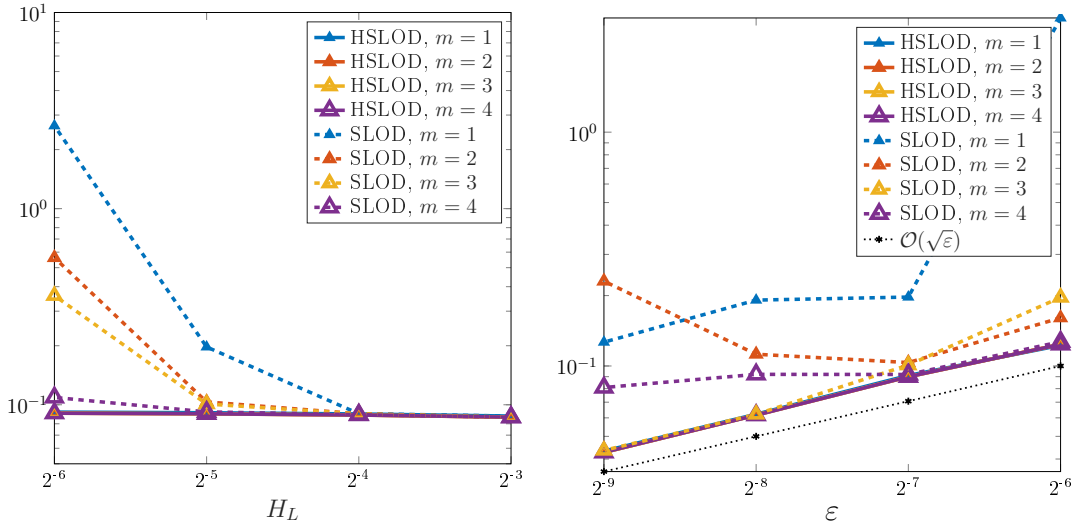 10^1
10^0
10^-1
2^-6
2^-5
2^-4
2^-3
H_L
HSLOD, m = 1
HSLOD, m = 2
HSLOD, m = 3
HSLOD, m = 4
SLOD, m = 1
SLOD, m = 2
SLOD, m = 3
SLOD, m = 4
10^0
10^-1
2^-9
2^-8
2^-7
2^-6
ε
HSLOD, m = 1
HSLOD, m = 2
HSLOD, m = 3
HSLOD, m = 4
SLOD, m = 1
SLOD, m = 2
SLOD, m = 3
SLOD, m = 4
𝒪(√ε)